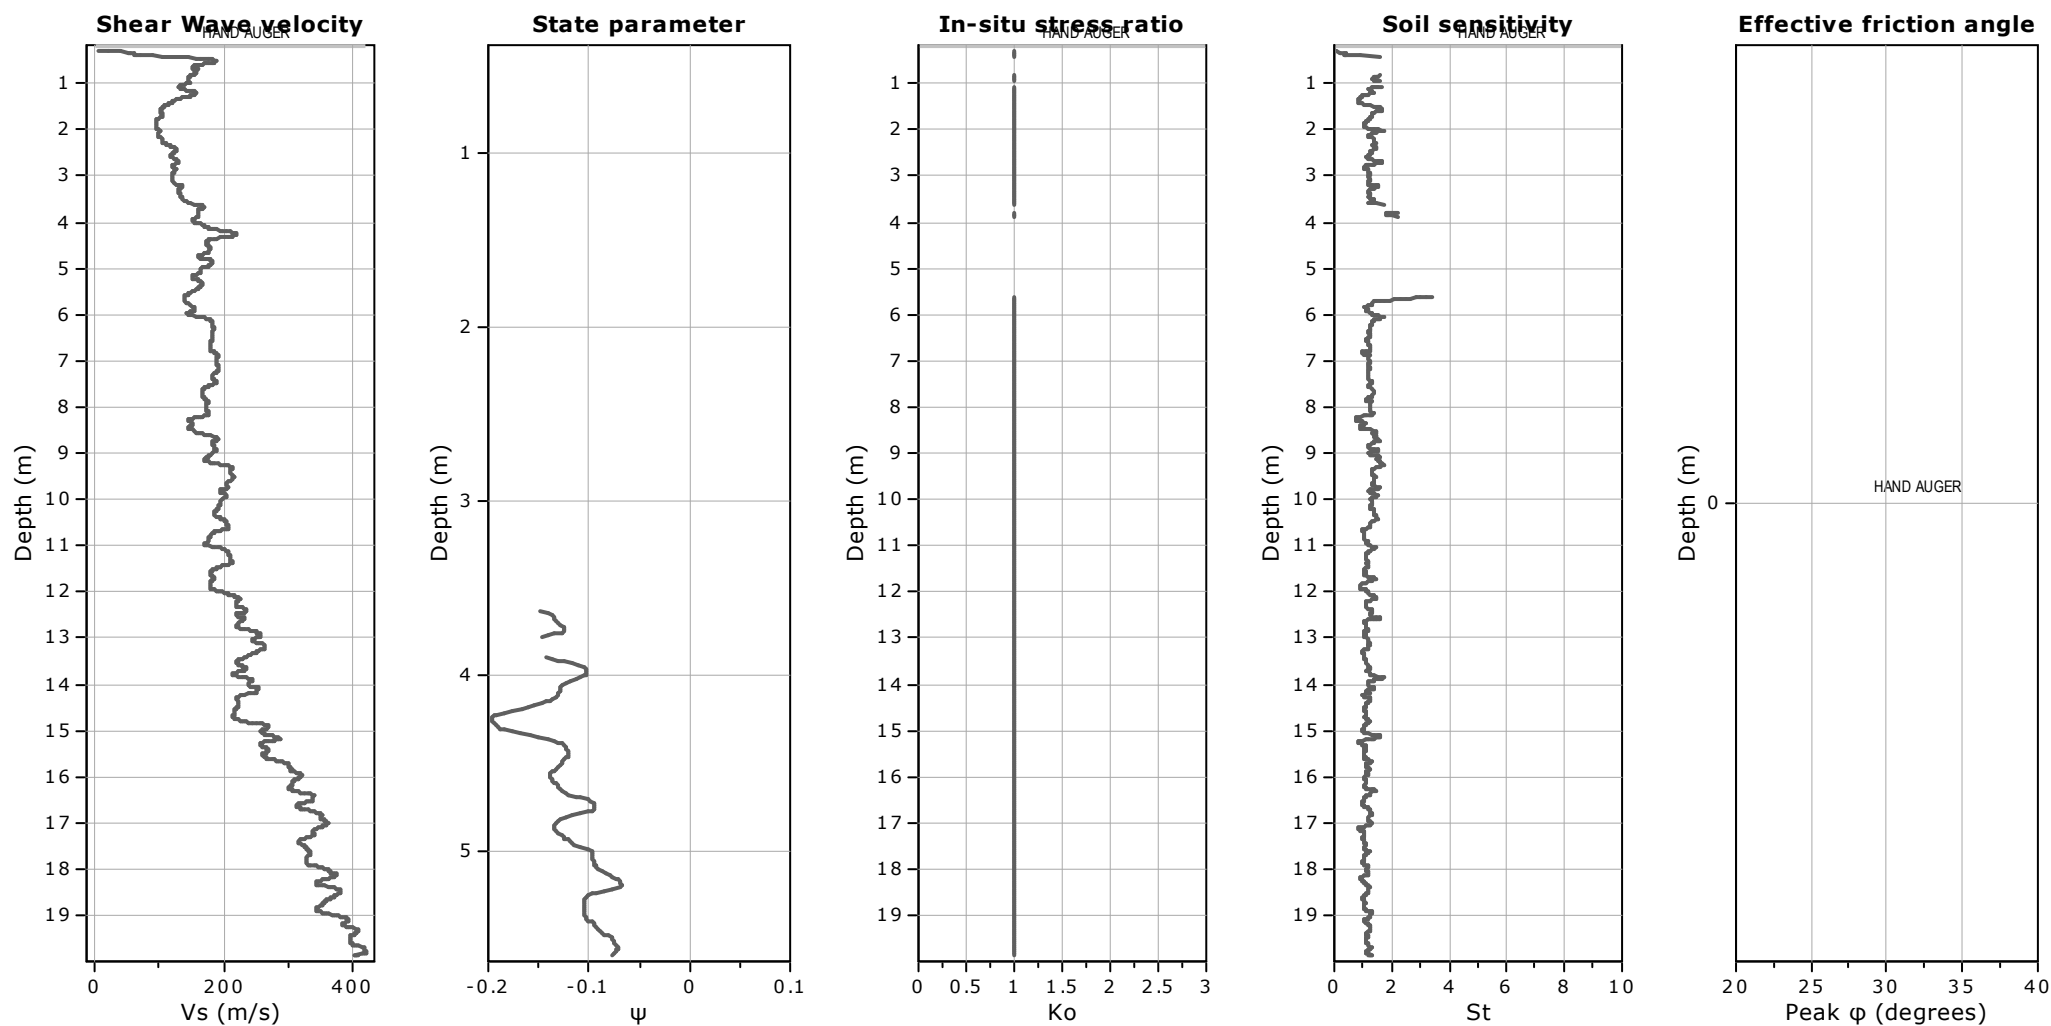 Shear Wave velocity
HAND AUGER
1
2
3
4
5
6
7
8
9
10
11
12
13
14
15
16
17
18
19
Depth (m)
0 200 400
Vs (m/s)
State parameter
1
2
3
4
5
Depth (m)
-0.2 -0.1 0 0.1
ψ
In-situ stress ratio
HAND AUGER
1
2
3
4
5
6
7
8
9
10
11
12
13
14
15
16
17
18
19
Depth (m)
0 0.5 1 1.5 2 2.5 3
Ko
Soil sensitivity
HAND AUGER
1
2
3
4
5
6
7
8
9
10
11
12
13
14
15
16
17
18
19
Depth (m)
0 2 4 6 8 10
St
Effective friction angle
HAND AUGER
0
Depth (m)
20 25 30 35 40
Peak φ (degrees)